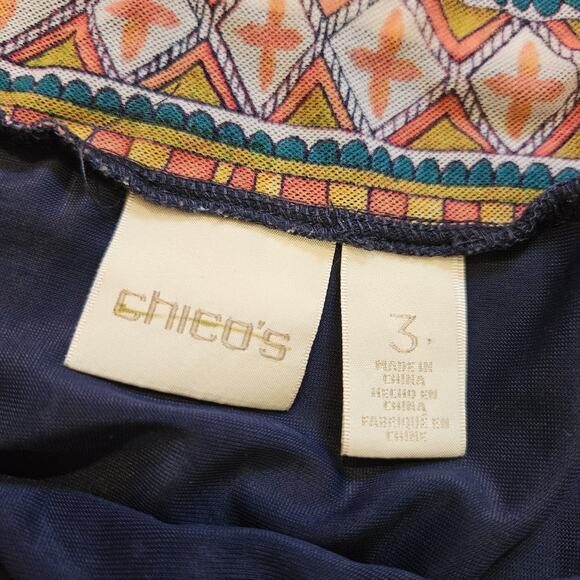 chico's
3
MADE IN
CHINA
HECHO EN
CHINA
FABRIQUÉ EN
CHINE